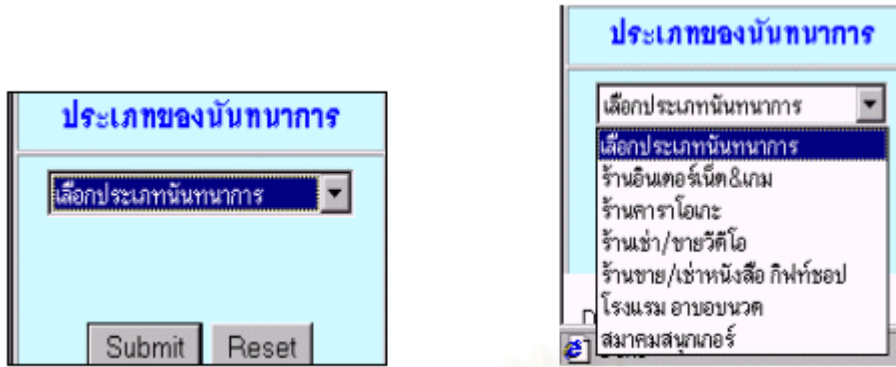 ประเภทของนันทนาการ
เลือกประเภทนันทนาการ
Submit Reset
ประเภทของนันทนาการ
เลือกประเภทนันทนาการ
เลือกประเภทนันทนาการ
ร้านอินเตอร์เน็ต&เกม
ร้านคาราโอเกะ
ร้านเช่า/ขายวีดีโอ
ร้านขาย/เช่าหนังสือ กิฟท์ชอป
โรงแรม อาบอบนวด
สมาคมสนุกเกอร์